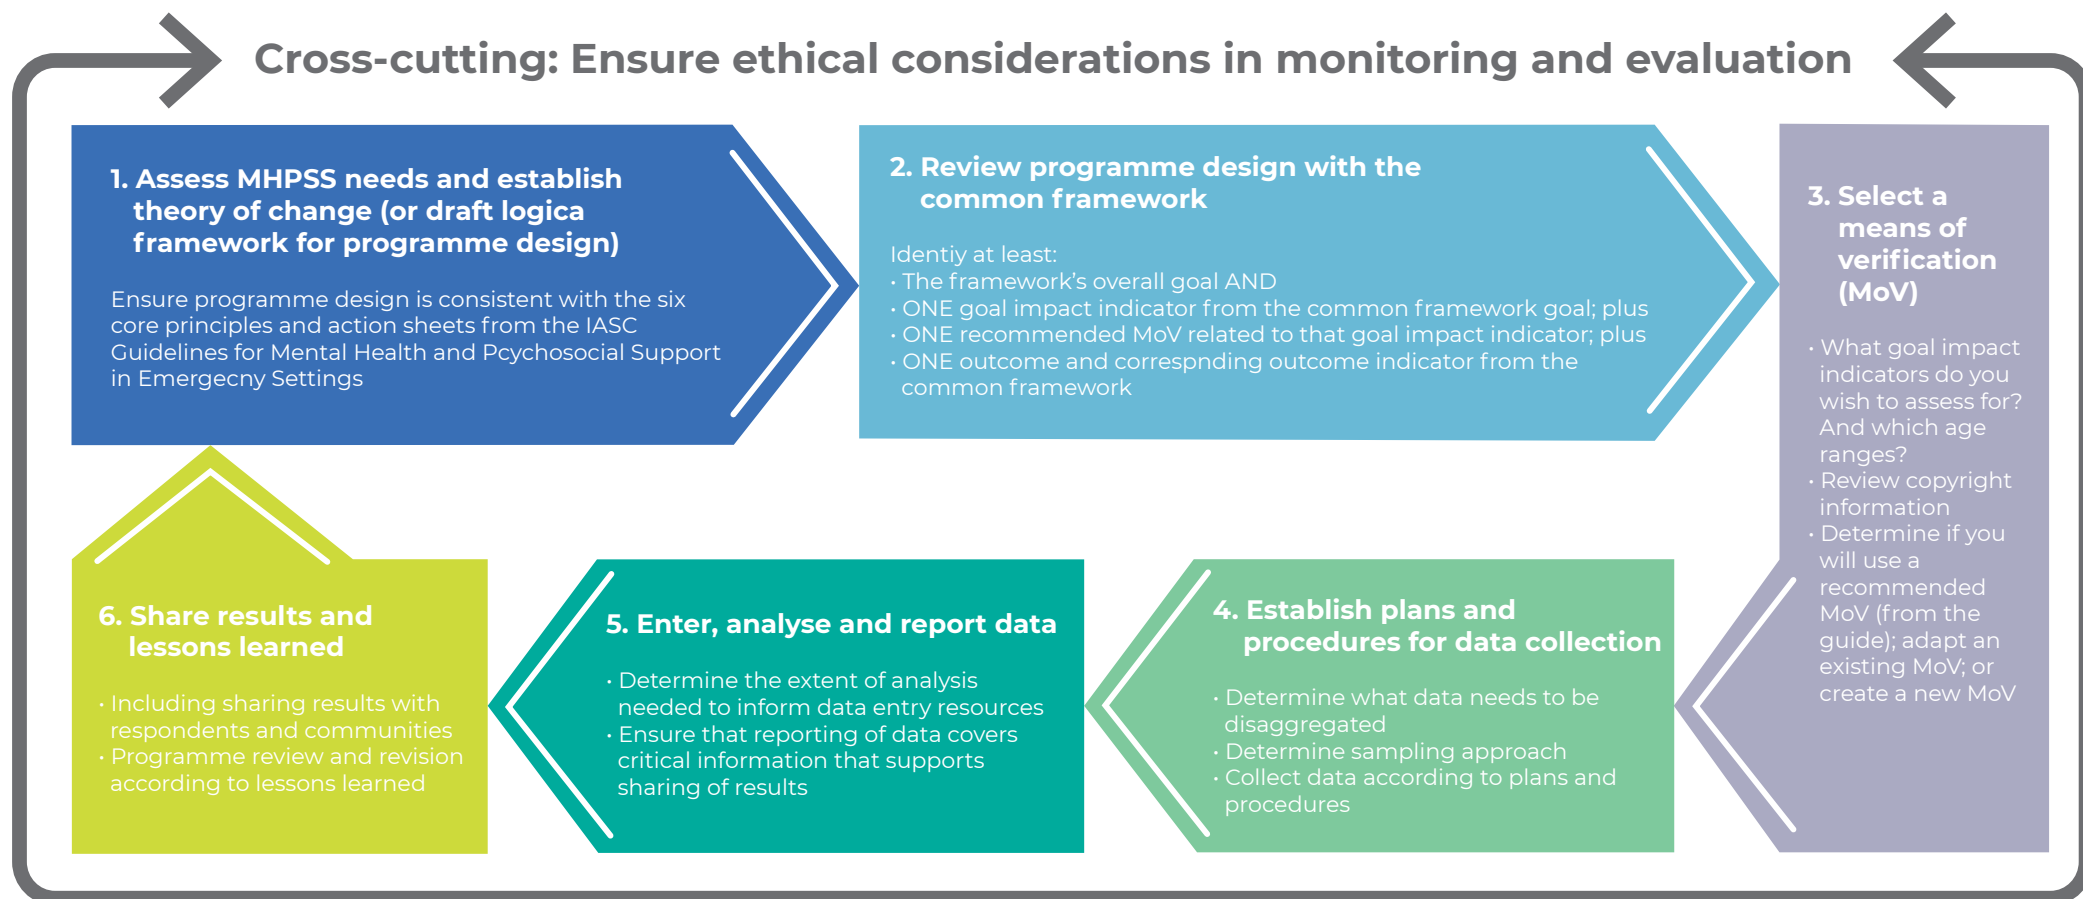 Cross-cutting: Ensure ethical considerations in monitoring and evaluation
1. Assess MHPSS needs and establish
theory of change (or draft logica
framework for programme design)
Ensure programme design is consistent with the six
core principles and action sheets from the IASC
Guidelines for Mental Health and Pcychosocial Support
in Emergecny Settings
2. Review programme design with the
common framework
Identiy at least:
· The framework's overall goal AND
· ONE goal impact indicator from the common framework goal; plus
· ONE recommended MoV related to that goal impact indicator; plus
· ONE outcome and correspnding outcome indicator from the
common framework
3. Select a
means of
verification
(MoV)
· What goal impact
indicators do you
wish to assess for?
And which age
ranges?
· Review copyright
information
· Determine if you
will use a
recommended
MoV (from the
guide); adapt an
existing MoV; or
create a new MoV
4. Establish plans and
procedures for data collection
· Determine what data needs to be
disaggregated
· Determine sampling approach
· Collect data according to plans and
procedures
5. Enter, analyse and report data
· Determine the extent of analysis
needed to inform data entry resources
· Ensure that reporting of data covers
critical information that supports
sharing of results
6. Share results and
lessons learned
· Including sharing results with
respondents and communities
· Programme review and revision
according to lessons learned